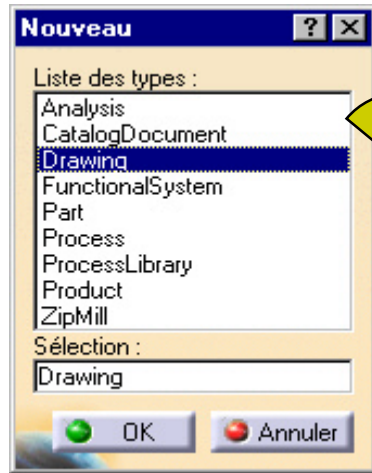 Nouveau
Liste des types :
Analysis
CatalogDocument
Drawing
FunctionalSystem
Part
Process
ProcessLibrary
Product
ZipMill
Sélection :
Drawing
OK
Annuler